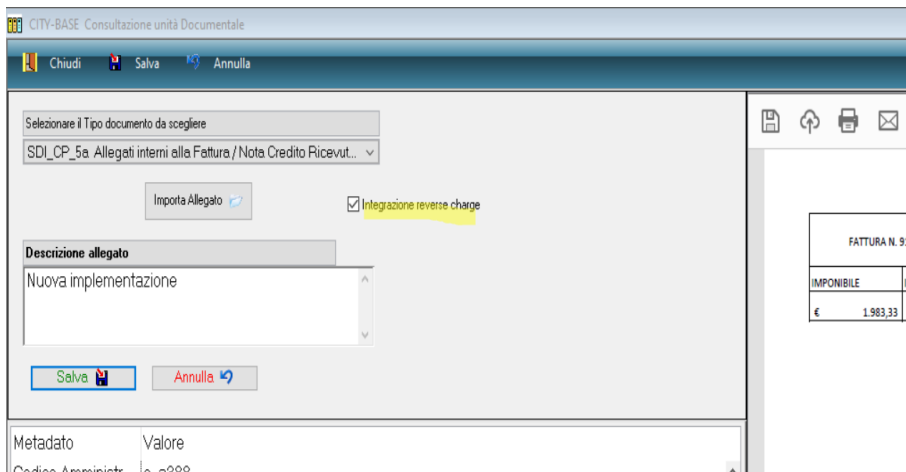 CITY-BASE Consultazione unità Documentale
Chiudi Salva Annulla
Selezionare il Tipo documento da scegliere
SDI_CP_5a Allegati interni alla Fattura / Nota Credito Ricevut...
Importa Allegato
Integrazione reverse charge
Descrizione allegato
Nuova implementazione
Salva Annulla
Metadato Valore
FATTURA N.
IMPONIBILE
€ 1.983,33